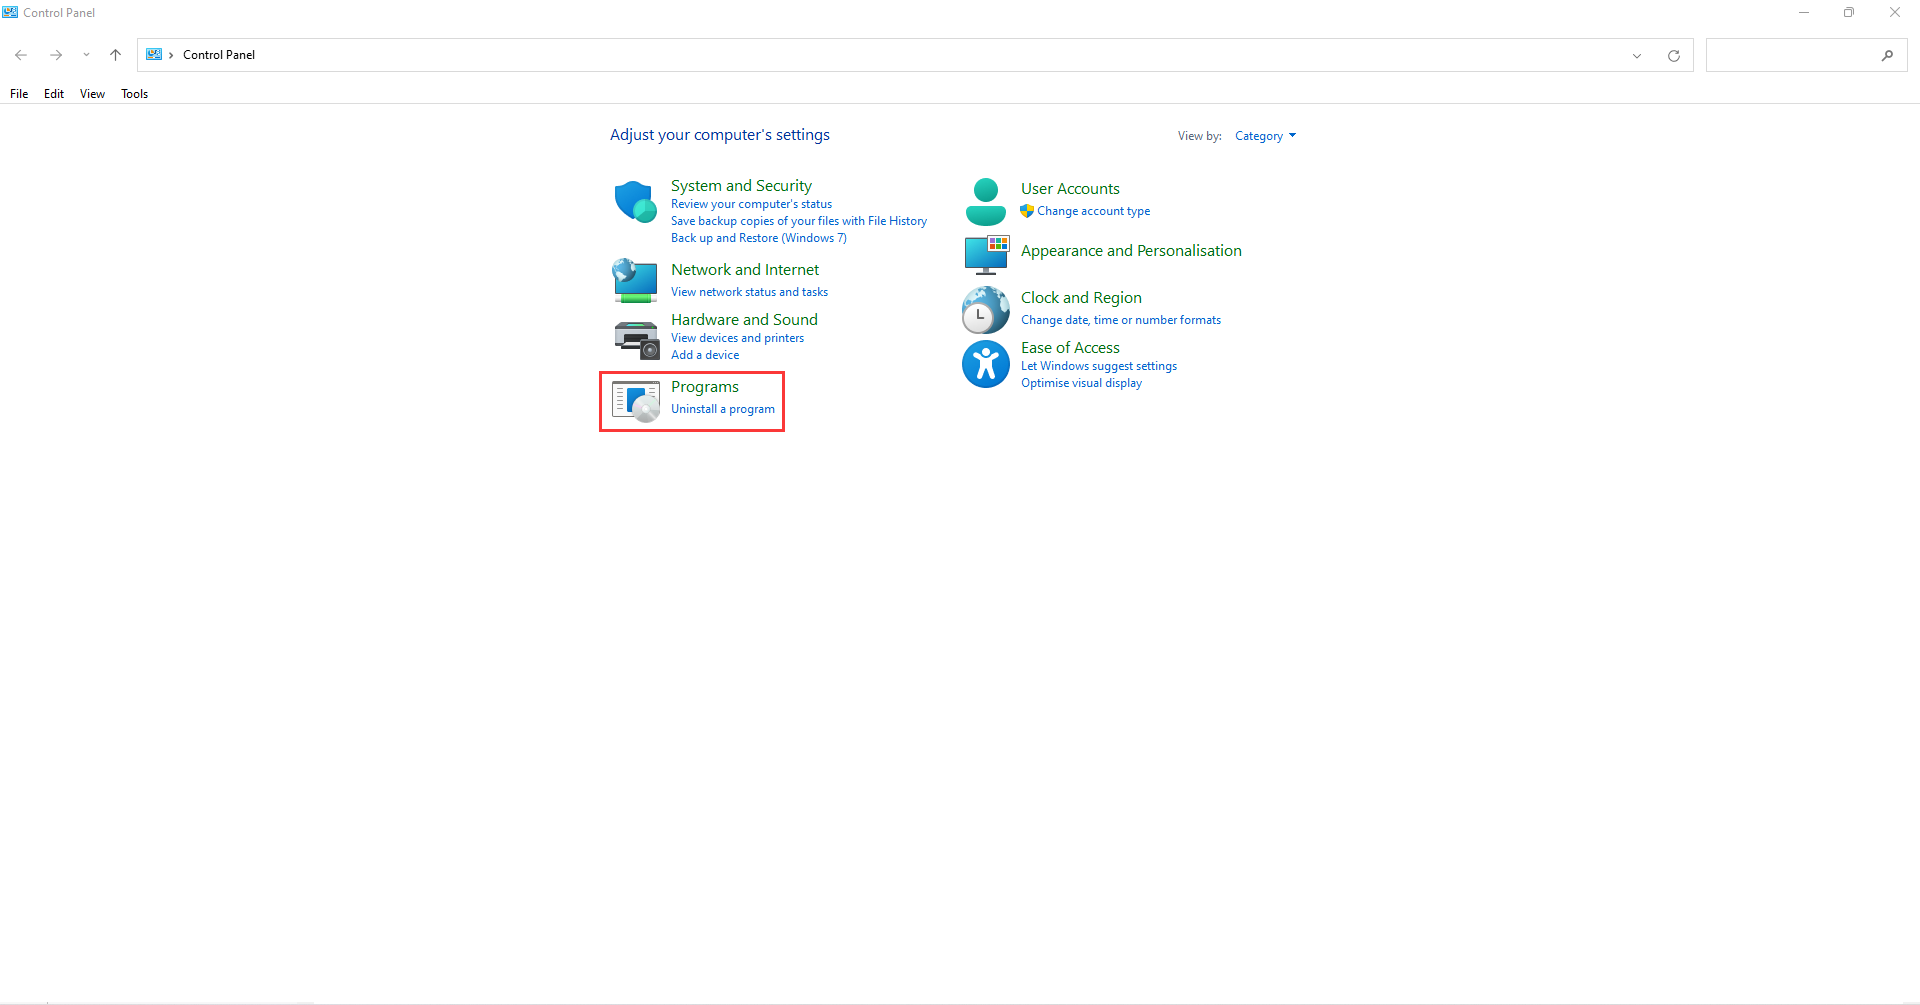 Control Panel
Control Panel
File Edit View Tools
Adjust your computer's settings
View by: Category
System and Security
Review your computer's status
Save backup copies of your files with File History
Back up and Restore (Windows 7)
Network and Internet
View network status and tasks
Hardware and Sound
View devices and printers
Add a device
Programs
Uninstall a program
User Accounts
Change account type
Appearance and Personalisation
Clock and Region
Change date, time or number formats
Ease of Access
Let Windows suggest settings
Optimise visual display